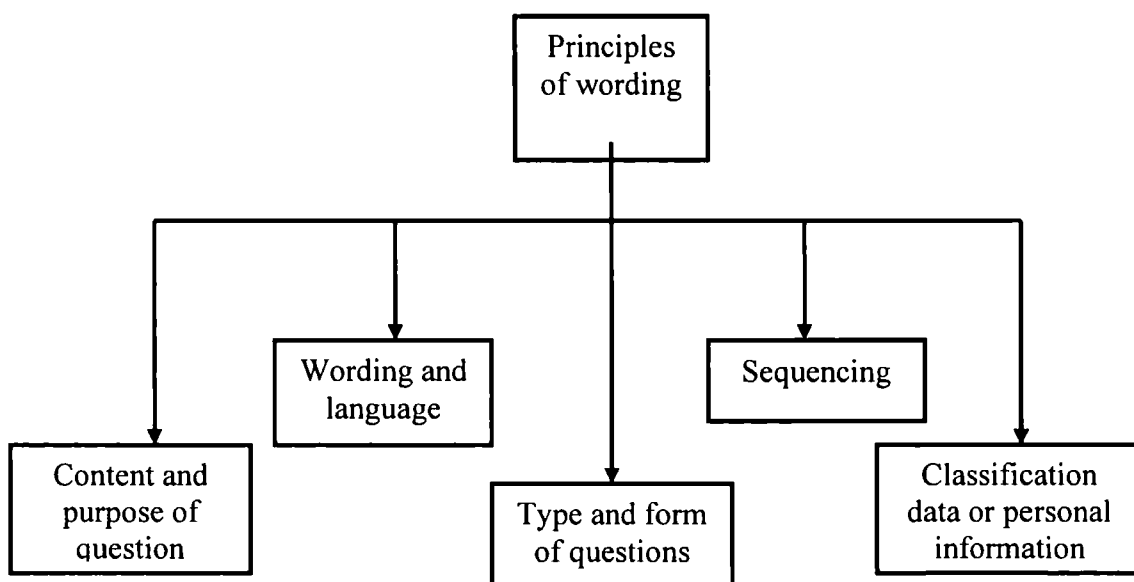 Principles
of wording
Wording and
language
Sequencing
Content and
purpose of
question
Type and form
of questions
Classification
data or personal
information